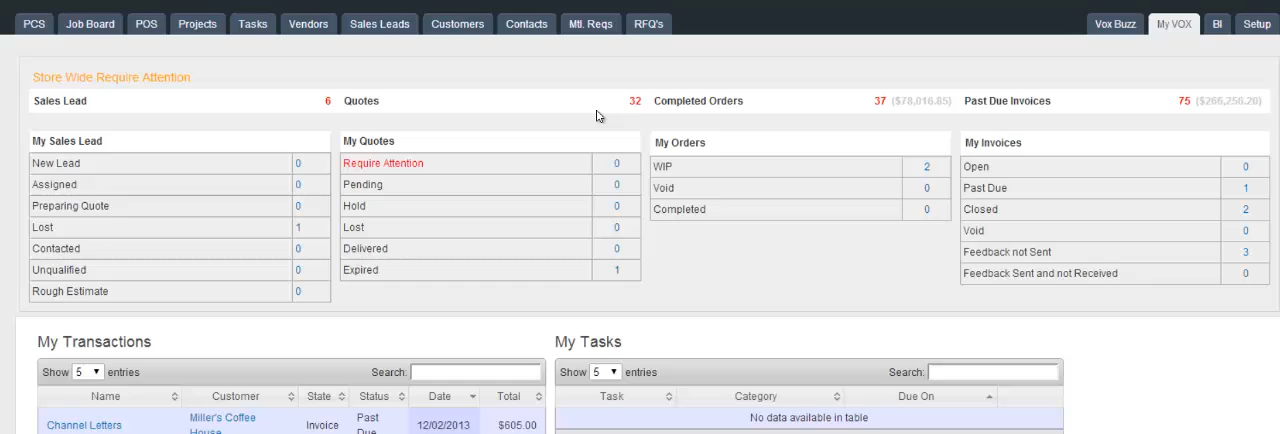 PCS Job Board POS Projects Tasks Vendors Sales Leads Customers Contacts Mtl. Reqs RFQ's Vox Buzz My VOX BI Setup
Store Wide Require Attention
Sales Lead 6 Quotes 32 Completed Orders 37 ($78,016.85) Past Due Invoices 75 ($266,256.20)
My Sales Lead
New Lead 0
Assigned 0
Preparing Quote 0
Lost 1
Contacted 0
Unqualified 0
Rough Estimate 0
My Quotes
Require Attention 0
Pending 0
Hold 0
Lost 0
Delivered 0
Expired 1
My Orders
WIP 2
Void 0
Completed 0
My Invoices
Open 0
Past Due 1
Closed 2
Void 0
Feedback not Sent 3
Feedback Sent and not Received 0
My Transactions
Show 5 entries Search:
Name Customer State Status Date Total
Channel Letters Miller's Coffee House Invoice Past Due 12/02/2013 $605.00
My Tasks
Show 5 entries Search:
Task Category Due On
No data available in table